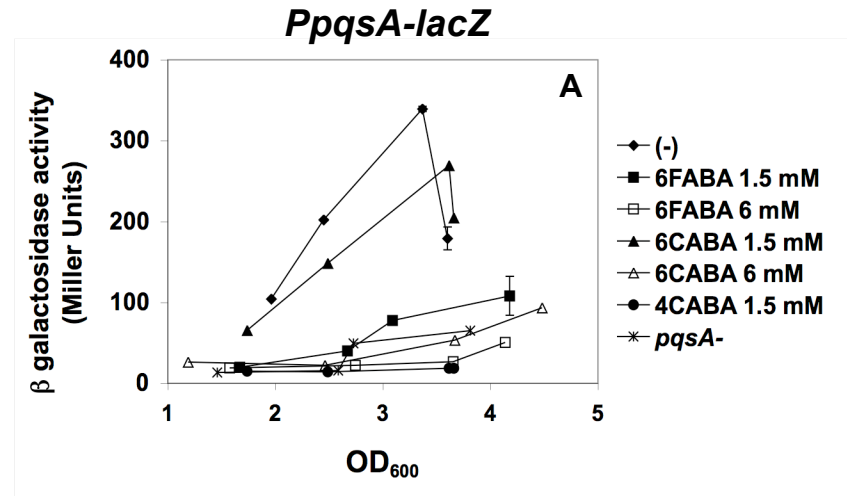 PpqsA-lacZ
A
β galactosidase activity
(Miller Units)
400
300
200
100
0
1 2 3 4 5
OD600
(-)
6FABA 1.5 mM
6FABA 6 mM
6CABA 1.5 mM
6CABA 6 mM
4CABA 1.5 mM
pqsA-